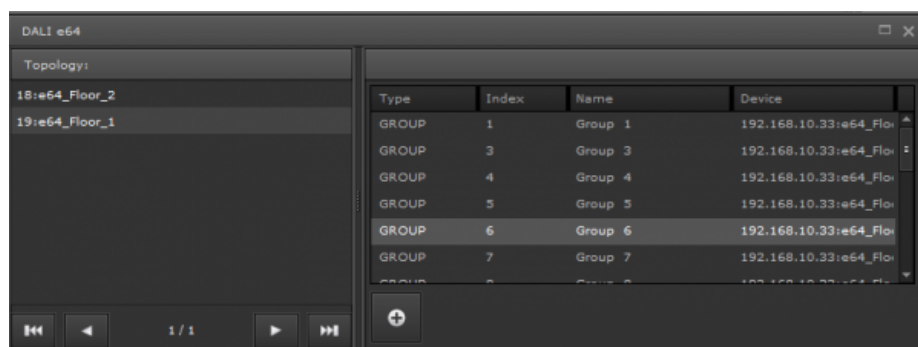 DALI e64
Topology:
18:e64_Floor_2
19:e64_Floor_1
1 / 1
Type Index Name Device
GROUP 1 Group 1 192.168.10.33:e64_Flo
GROUP 3 Group 3 192.168.10.33:e64_Flo
GROUP 4 Group 4 192.168.10.33:e64_Flo
GROUP 5 Group 5 192.168.10.33:e64_Flo
GROUP 6 Group 6 192.168.10.33:e64_Flo
GROUP 7 Group 7 192.168.10.33:e64_Flo